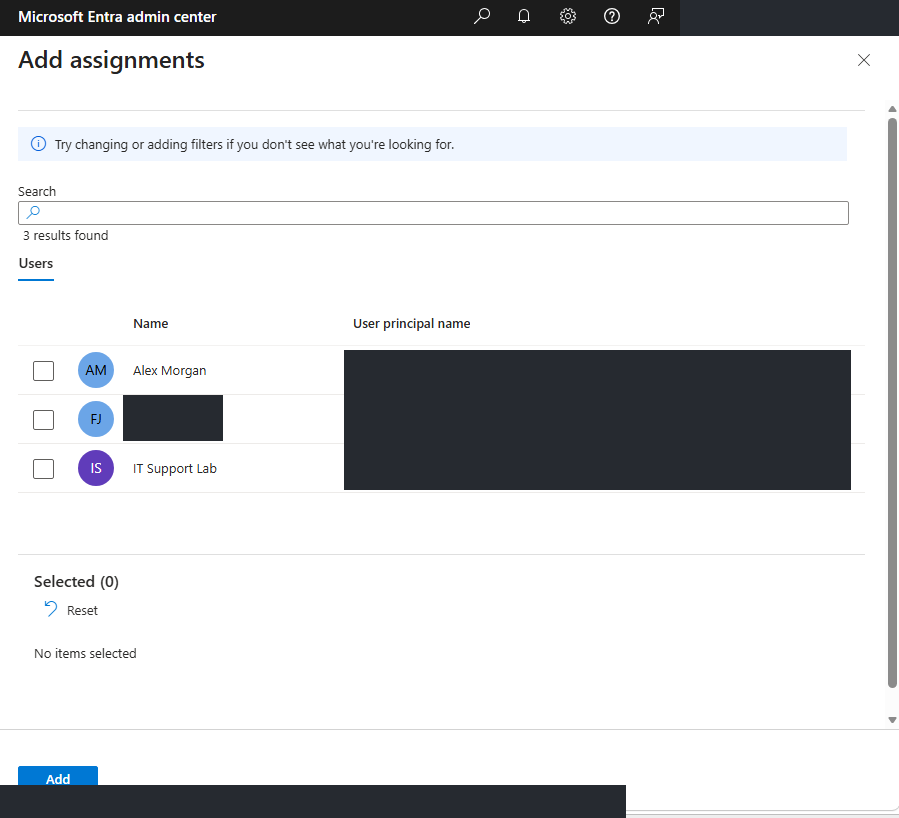 Microsoft Entra admin center
Add assignments
Try changing or adding filters if you don't see what you're looking for.
Search
3 results found
Users
Name User principal name
AM Alex Morgan
FJ
IS IT Support Lab
Selected (0)
Reset
No items selected
Add